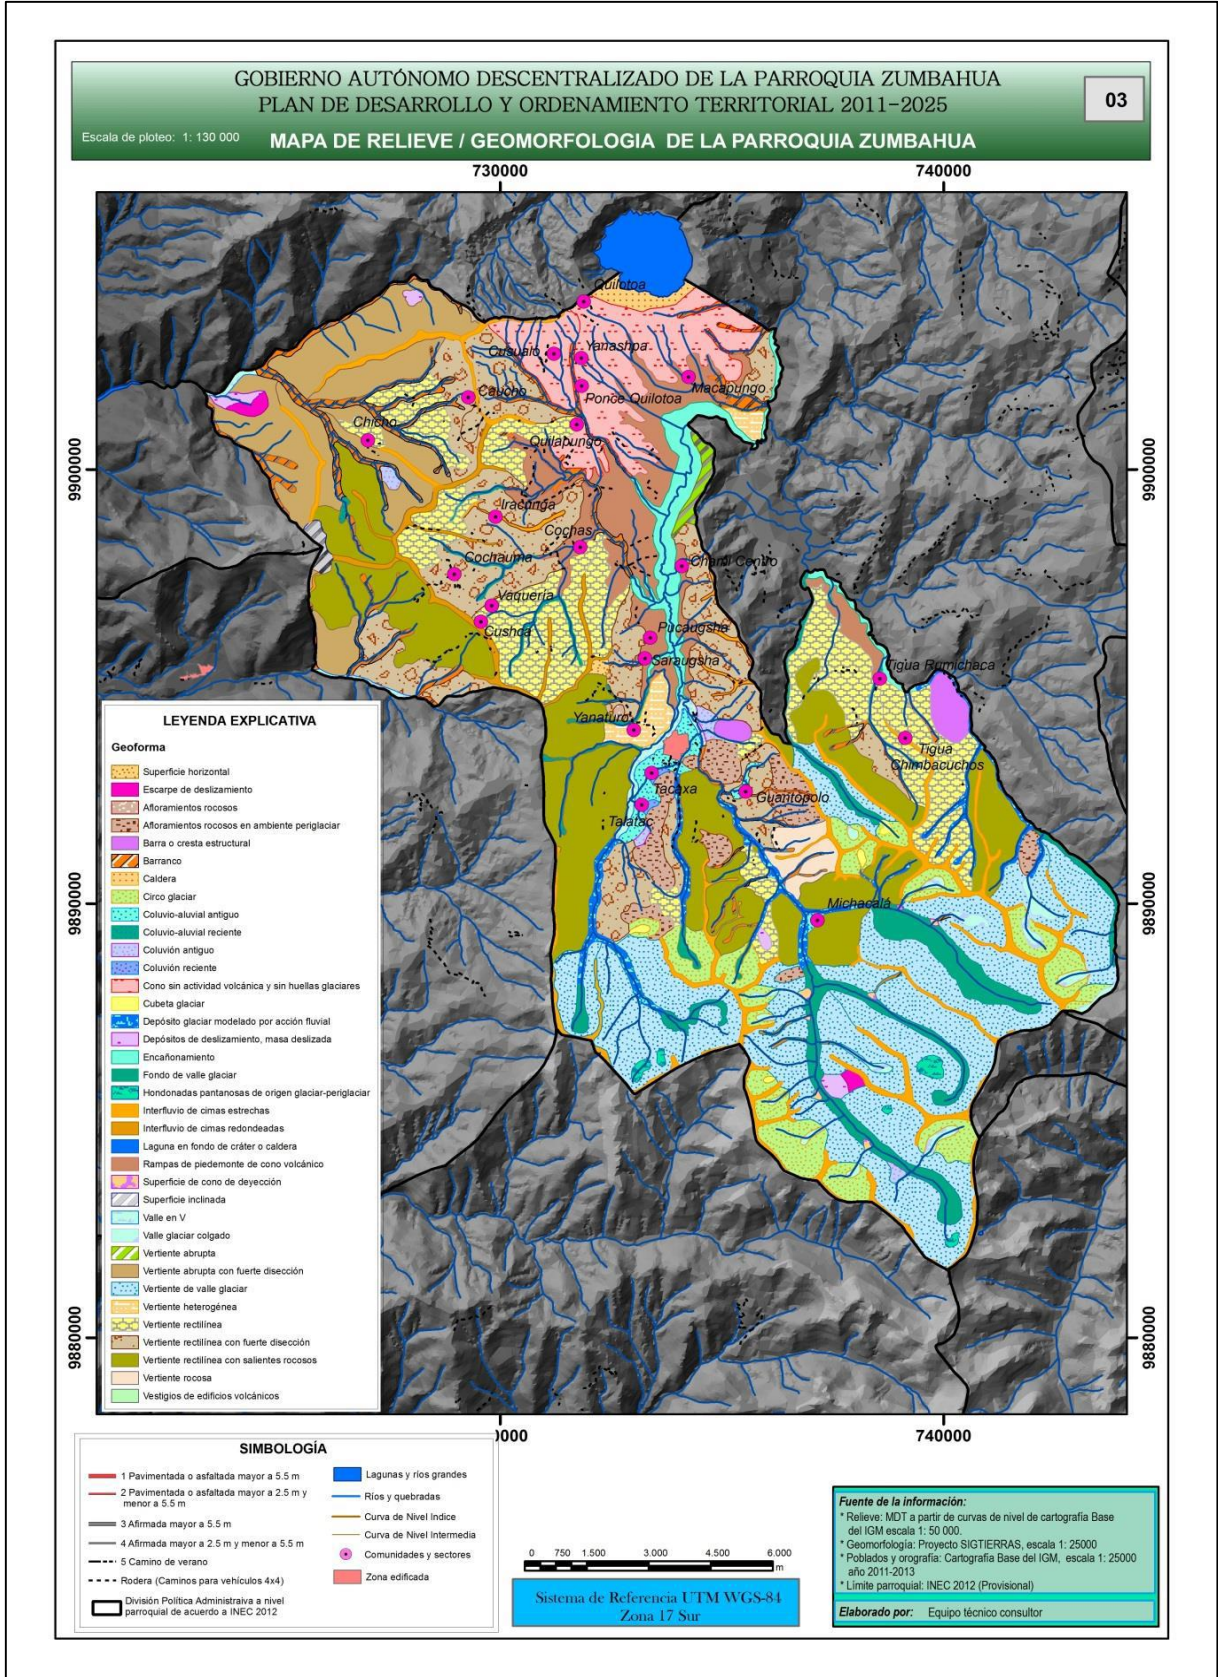 GOBIERNO AUTÓNOMO DESCENTRALIZADO DE LA PARROQUIA ZUMBAHUA
PLAN DE DESARROLLO Y ORDENAMIENTO TERRITORIAL 2011-2025
03
Escala de ploteo: 1: 130 000
MAPA DE RELIEVE / GEOMORFOLOGIA DE LA PARROQUIA ZUMBAHUA
730000
740000
Quilotoa
Cusualo
Yanashpa
Macapungo
Caucho
Ponce Quilotoa
Chicho
Quilapungo
9900000
9900000
Iracunga
Cochas
Cochauma
Chami Centro
Vaquería
Cushca
Pucaugsha
Saraugsha
Tigua Rumichaca
Yanaturo
Tigua
Chimbacuchos
Tacaxa
Guantopolo
Talatac
Michacalá
9890000
9890000
9880000
9880000
LEYENDA EXPLICATIVA
Geoforma
Superficie horizontal
Escarpe de deslizamiento
Afloramientos rocosos
Afloramientos rocosos en ambiente periglaciar
Barra o cresta estructural
Barranco
Caldera
Circo glaciar
Coluvio-aluvial antiguo
Coluvio-aluvial reciente
Coluvión antiguo
Coluvión reciente
Cono sin actividad volcánica y sin huellas glaciares
Cubeta glaciar
Depósito glaciar modelado por acción fluvial
Depósitos de deslizamiento, masa deslizada
Encañonamiento
Fondo de valle glaciar
Hondonadas pantanosas de origen glaciar-periglaciar
Interfluvio de cimas estrechas
Interfluvio de cimas redondeadas
Laguna en fondo de cráter o caldera
Rampas de piedemonte de cono volcánico
Superficie de cono de deyección
Superficie inclinada
Valle en V
Valle glaciar colgado
Vertiente abrupta
Vertiente abrupta con fuerte disección
Vertiente de valle glaciar
Vertiente heterogénea
Vertiente rectilínea
Vertiente rectilínea con fuerte disección
Vertiente rectilínea con salientes rocosos
Vertiente rocosa
Vestigios de edificios volcánicos
0000
740000
SIMBOLOGÍA
1 Pavimentada o asfaltada mayor a 5.5 m
2 Pavimentada o asfaltada mayor a 2.5 m y
menor a 5.5 m
3 Afirmada mayor a 5.5 m
4 Afirmada mayor a 2.5 m y menor a 5.5 m
5 Camino de verano
Rodera (Caminos para vehículos 4x4)
División Política Administraiva a nivel
parroquial de acuerdo a INEC 2012
Lagunas y ríos grandes
Ríos y quebradas
Curva de Nivel Indice
Curva de Nivel Intermedia
Comunidades y sectores
Zona edificada
0 750 1.500 3.000 4.500 6.000
m
Sistema de Referencia UTM WGS-84
Zona 17 Sur
Fuente de la información:
* Relieve: MDT a partir de curvas de nivel de cartografía Base
del IGM escala 1: 50 000.
* Geomorfología: Proyecto SIGTIERRAS, escala 1: 25000
* Poblados y orografía: Cartografía Base del IGM, escala 1: 25000
año 2011-2013
* Límite parroquial: INEC 2012 (Provisional)
Elaborado por: Equipo técnico consultor